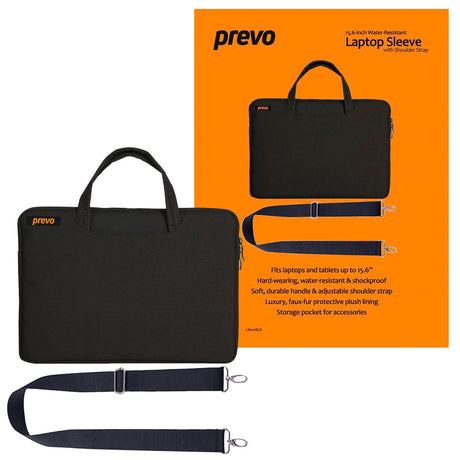 prevo
15.6-inch Water-Resistant
Laptop Sleeve
with Shoulder Strap
prevo
prevo
Fits laptops and tablets up to 15.6"
Hard-wearing, water-resistant & shockproof
Soft, durable handle & adjustable shoulder strap
Luxury, faux-fur protective plush lining
Storage pocket for accessories